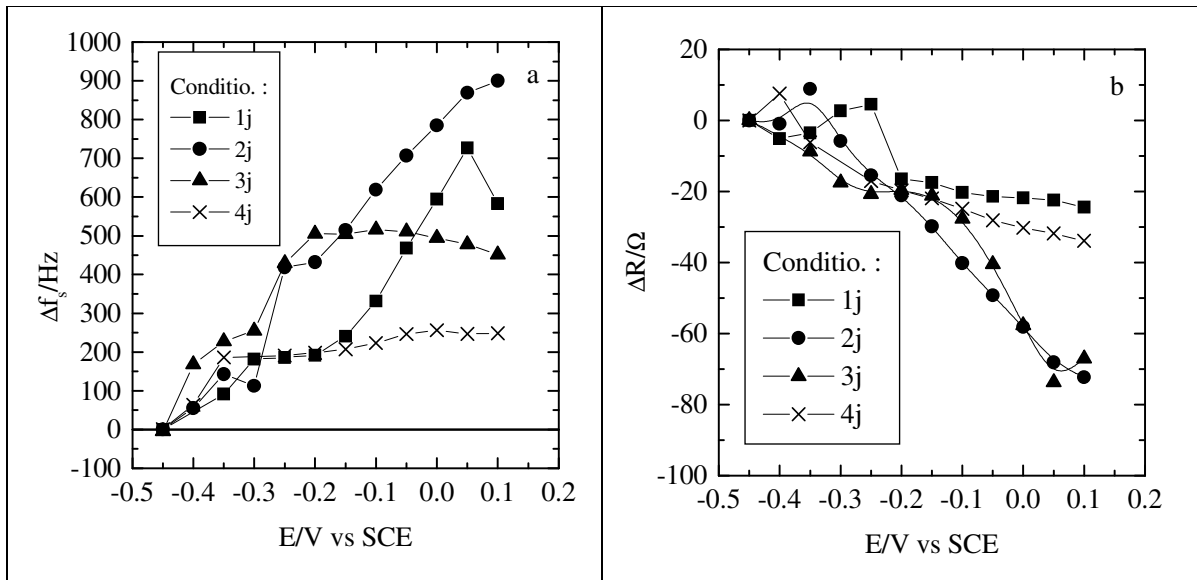 1000
900
800
700
600
500
400
300
200
100
0
-100
Δfs/Hz
a
Conditio. :
1j
2j
3j
4j
-0.5 -0.4 -0.3 -0.2 -0.1 0.0 0.1 0.2
E/V vs SCE
20
0
-20
-40
-60
-80
-100
ΔR/Ω
b
Conditio. :
1j
2j
3j
4j
-0.5 -0.4 -0.3 -0.2 -0.1 0.0 0.1 0.2
E/V vs SCE